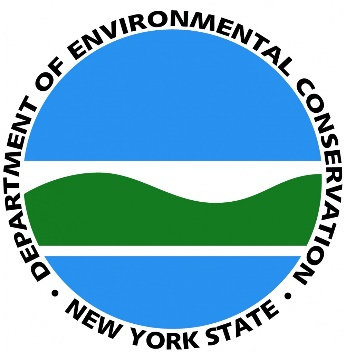 DEPARTMENT OF ENVIRONMENTAL CONSERVATION
• NEW YORK STATE •